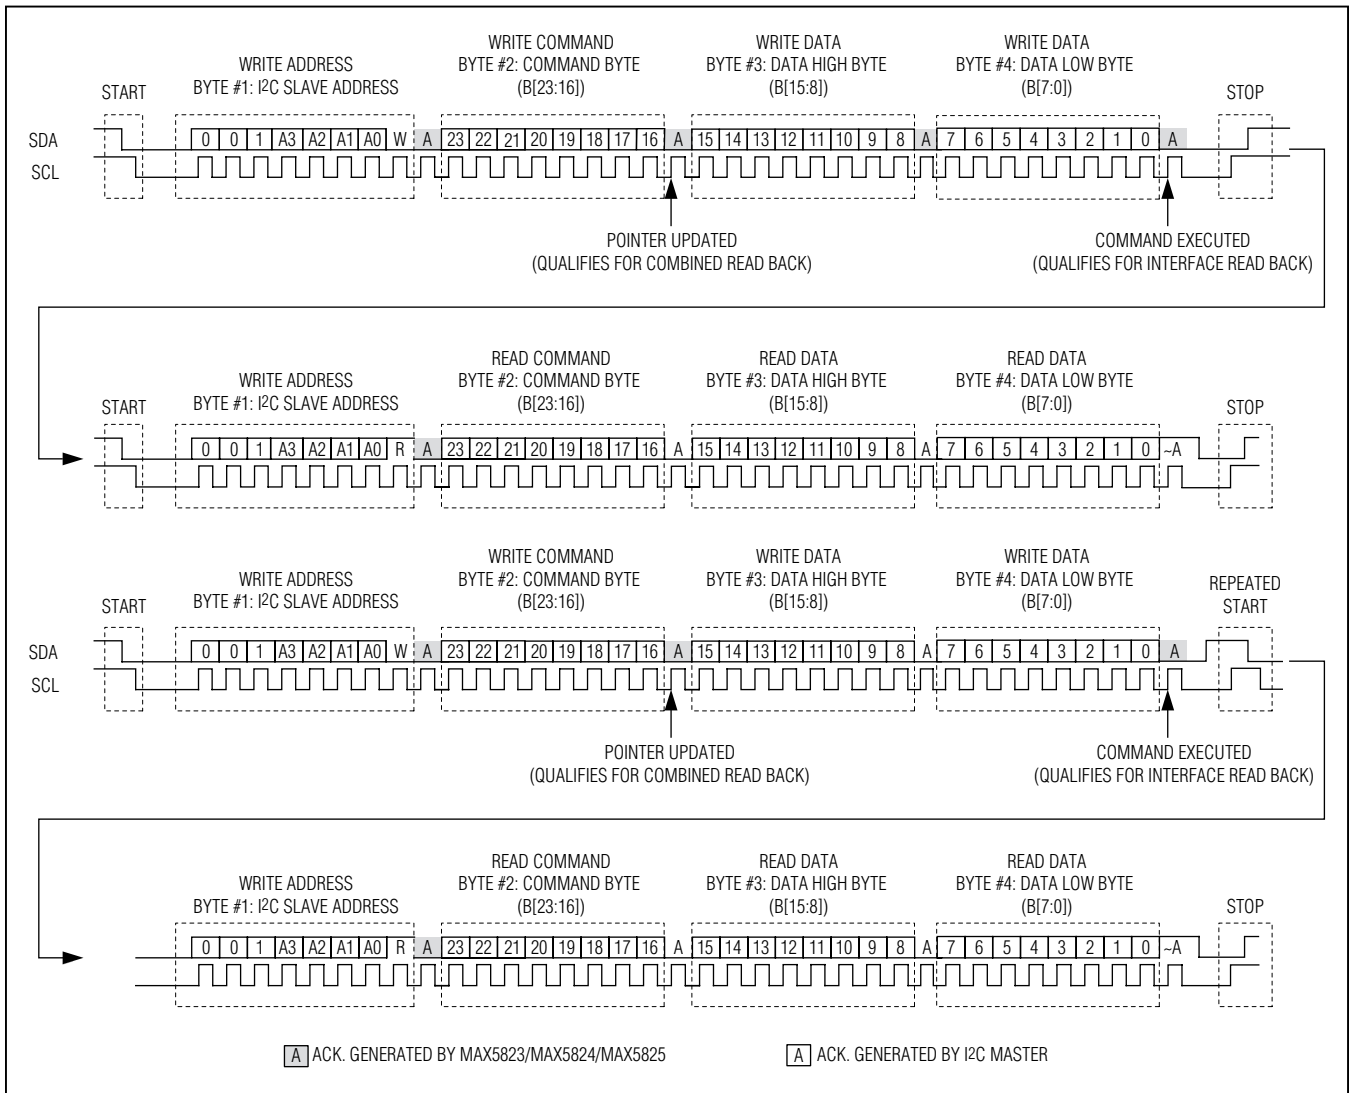 WRITE COMMAND WRITE DATA WRITE DATA
WRITE ADDRESS BYTE #2: COMMAND BYTE BYTE #3: DATA HIGH BYTE BYTE #4: DATA LOW BYTE
START BYTE #1: I2C SLAVE ADDRESS (B[23:16]) (B[15:8]) (B[7:0]) STOP
SDA 0 0 1 A3 A2 A1 A0 W A 23 22 21 20 19 18 17 16 A 15 14 13 12 11 10 9 8 A 7 6 5 4 3 2 1 0 A
SCL
POINTER UPDATED COMMAND EXECUTED
(QUALIFIES FOR COMBINED READ BACK) (QUALIFIES FOR INTERFACE READ BACK)
READ COMMAND READ DATA READ DATA
WRITE ADDRESS BYTE #2: COMMAND BYTE BYTE #3: DATA HIGH BYTE BYTE #4: DATA LOW BYTE
START BYTE #1: I2C SLAVE ADDRESS (B[23:16]) (B[15:8]) (B[7:0]) STOP
0 0 1 A3 A2 A1 A0 R A 23 22 21 20 19 18 17 16 A 15 14 13 12 11 10 9 8 A 7 6 5 4 3 2 1 0 ~A
WRITE COMMAND WRITE DATA WRITE DATA
WRITE ADDRESS BYTE #2: COMMAND BYTE BYTE #3: DATA HIGH BYTE BYTE #4: DATA LOW BYTE REPEATED
START BYTE #1: I2C SLAVE ADDRESS (B[23:16]) (B[15:8]) (B[7:0]) START
SDA 0 0 1 A3 A2 A1 A0 W A 23 22 21 20 19 18 17 16 A 15 14 13 12 11 10 9 8 A 7 6 5 4 3 2 1 0 A
SCL
POINTER UPDATED COMMAND EXECUTED
(QUALIFIES FOR COMBINED READ BACK) (QUALIFIES FOR INTERFACE READ BACK)
READ COMMAND READ DATA READ DATA
WRITE ADDRESS BYTE #2: COMMAND BYTE BYTE #3: DATA HIGH BYTE BYTE #4: DATA LOW BYTE
BYTE #1: I2C SLAVE ADDRESS (B[23:16]) (B[15:8]) (B[7:0]) STOP
0 0 1 A3 A2 A1 A0 R A 23 22 21 20 19 18 17 16 A 15 14 13 12 11 10 9 8 A 7 6 5 4 3 2 1 0 ~A
A ACK. GENERATED BY MAX5823/MAX5824/MAX5825 A ACK. GENERATED BY I2C MASTER